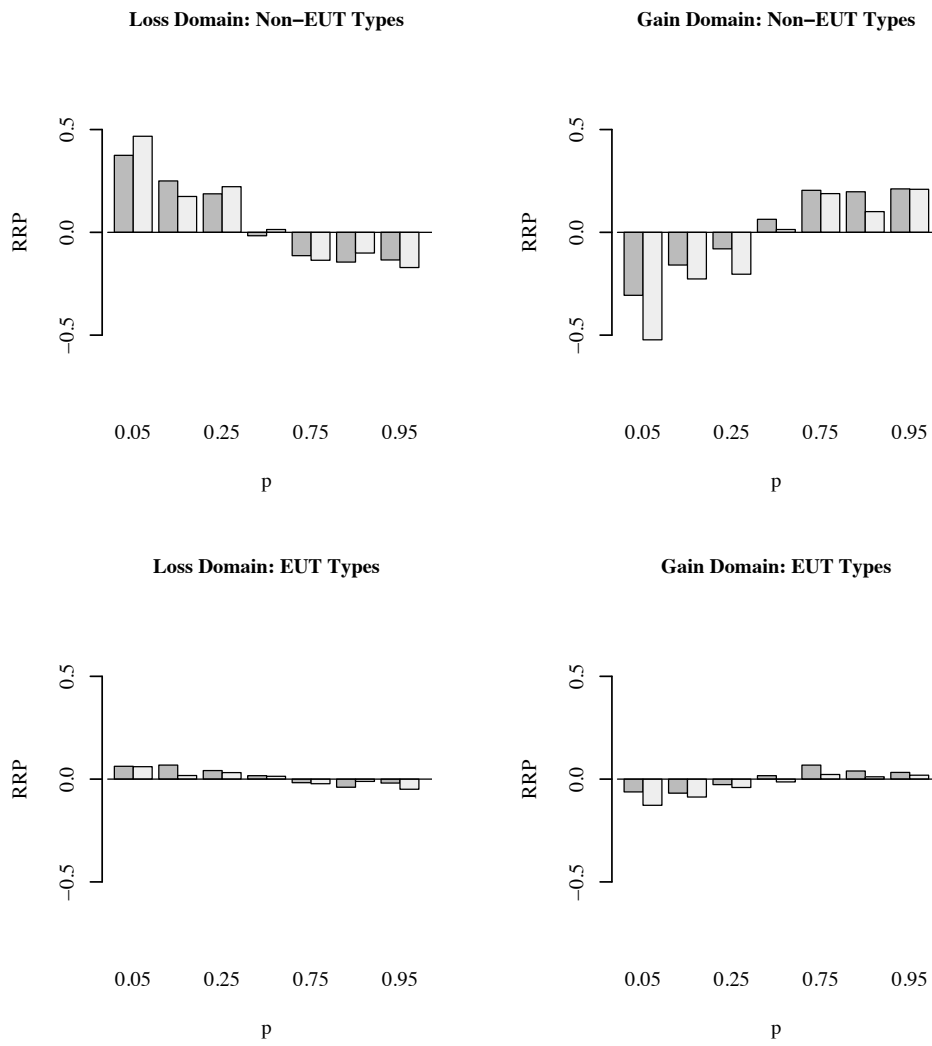 Loss Domain: Non−EUT Types
RRP
0.5
0.0
−0.5
0.05 0.25 0.75 0.95
p
Gain Domain: Non−EUT Types
RRP
0.5
0.0
−0.5
0.05 0.25 0.75 0.95
p
Loss Domain: EUT Types
RRP
0.5
0.0
−0.5
0.05 0.25 0.75 0.95
p
Gain Domain: EUT Types
RRP
0.5
0.0
−0.5
0.05 0.25 0.75 0.95
p